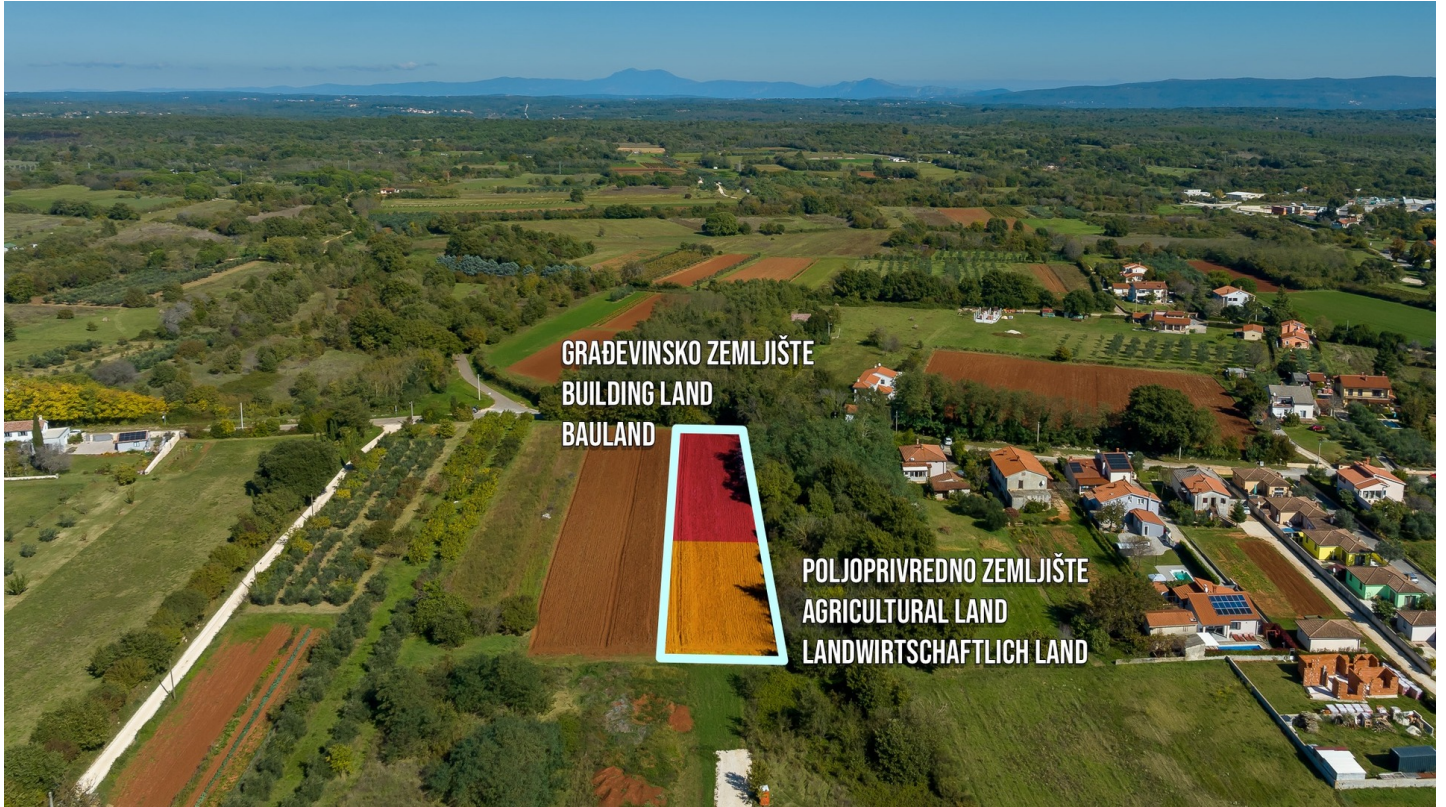 GRAĐEVINSKO ZEMLJIŠTE
BUILDING LAND
BAULAND
POLJOPRIVREDNO ZEMLJIŠTE
AGRICULTURAL LAND
LANDWIRTSCHAFTLICH LAND